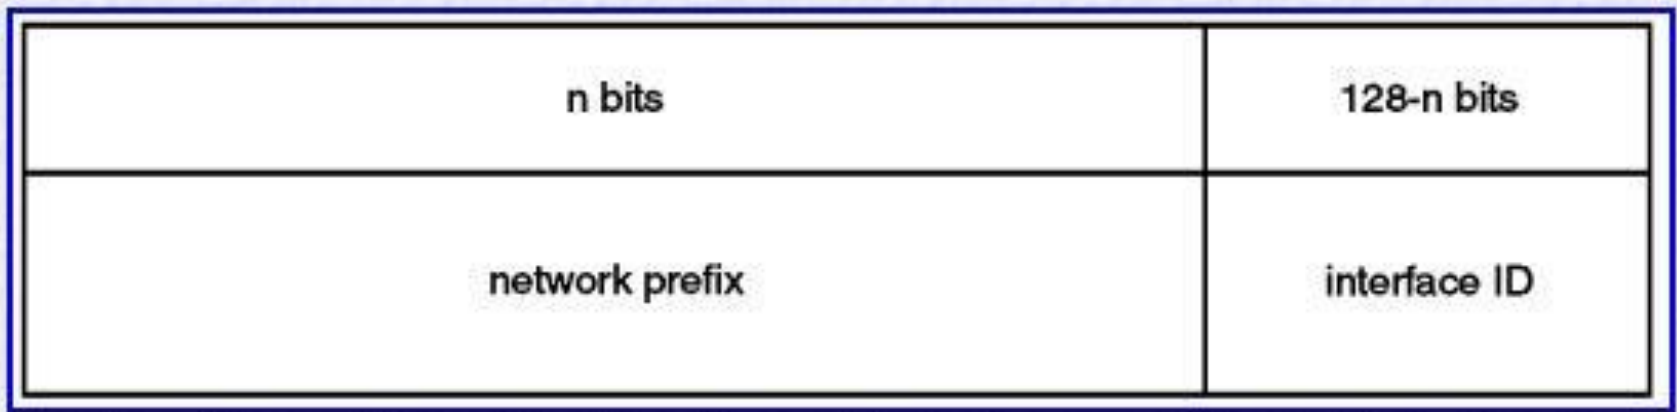 n bits 128-n bits
network prefix interface ID